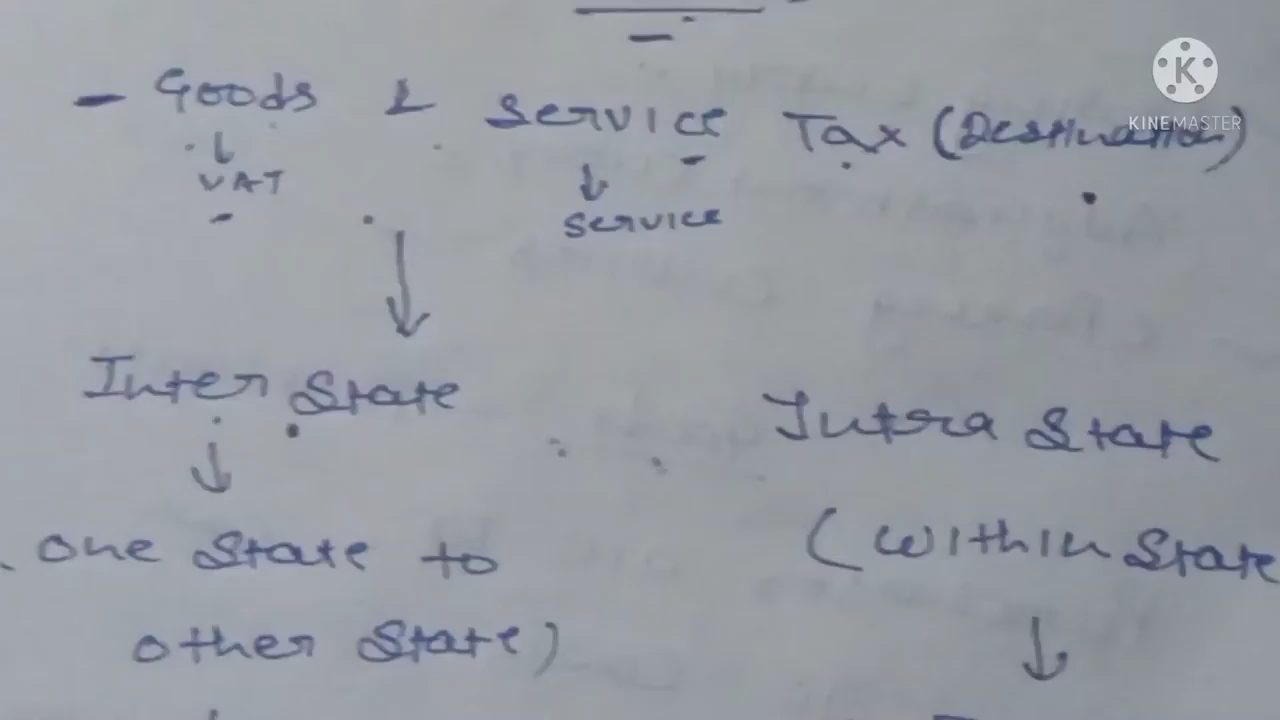 - Goods & Service Tax (Destination)
VAT
Service
Inter State
Intra State
one State to
(within State
other State)
KINEMASTER